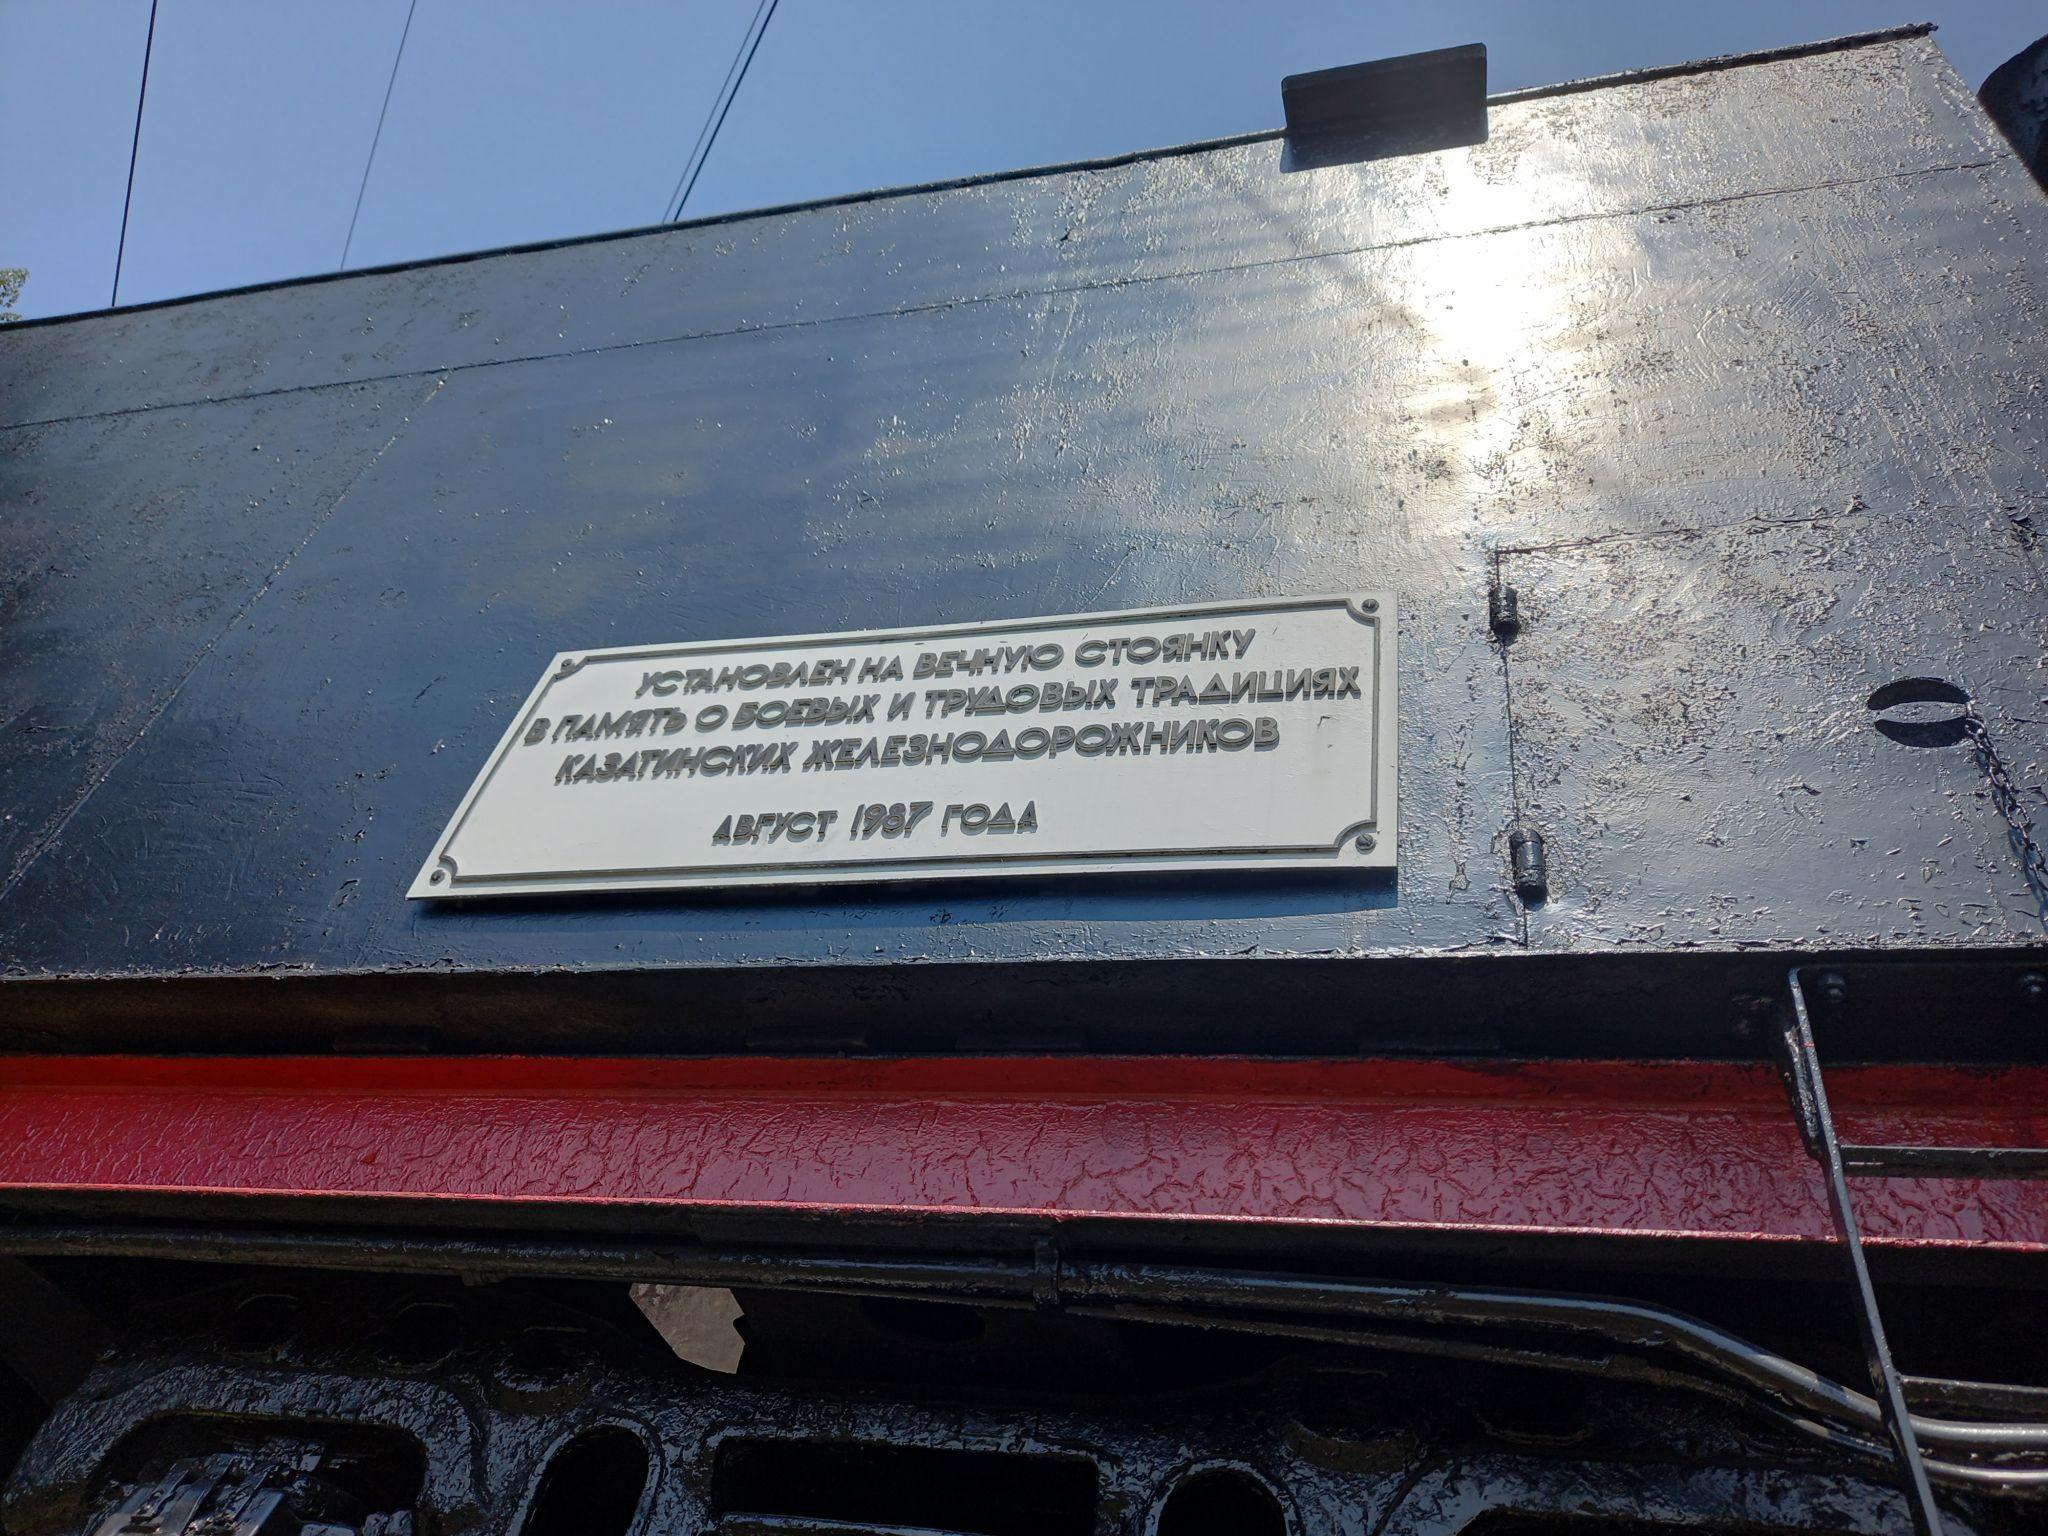 УСТАНОВЛЕН НА ВЕЧНУЮ СТОЯНКУ
В ПАМЯТЬ О БОЕВЫХ И ТРУДОВЫХ ТРАДИЦИЯХ
КАЗАТИНСКИХ ЖЕЛЕЗНОДОРОЖНИКОВ
АВГУСТ 1987 ГОДА